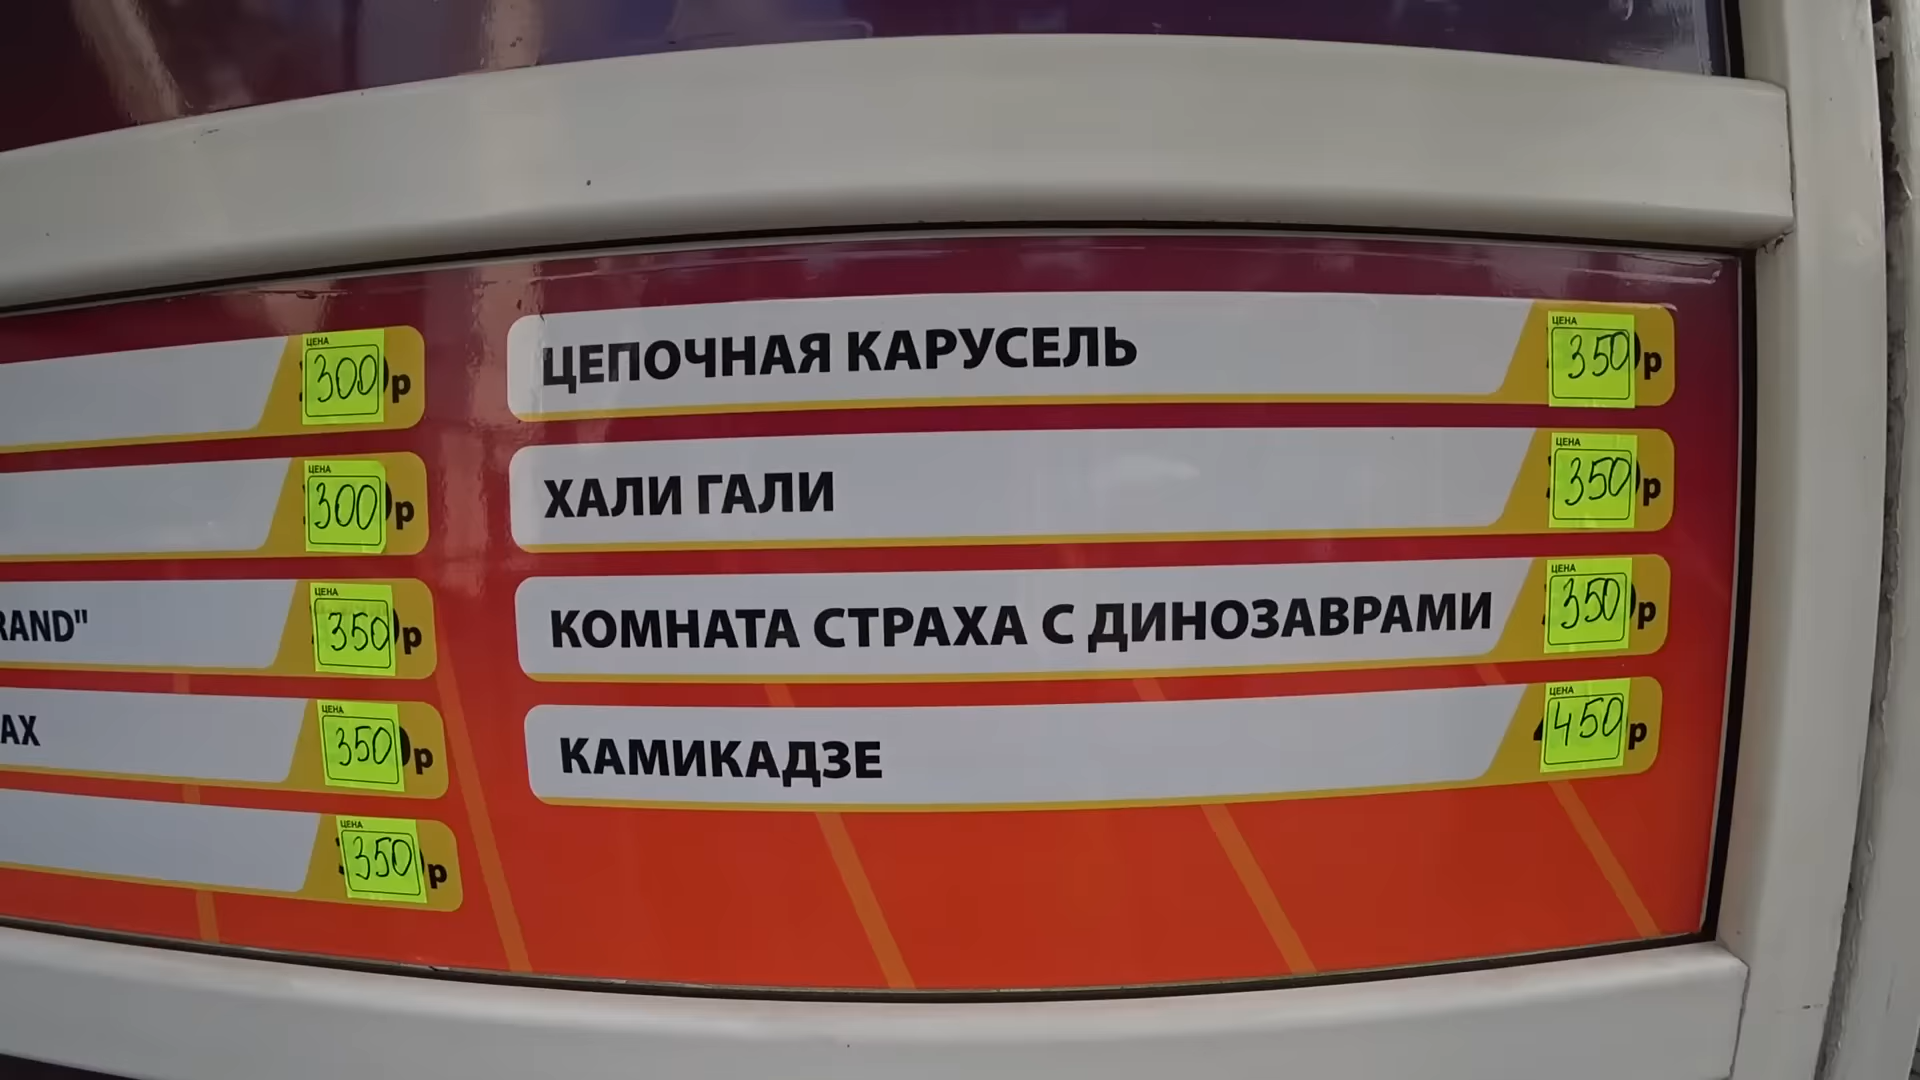 ЦЕНА
300 р
ЦЕНА
300 р
RAND"
ЦЕНА
350 р
АХ
ЦЕНА
350 р
ЦЕНА
350 р
ЦЕПОЧНАЯ КАРУСЕЛЬ
ЦЕНА
350 р
ХАЛИ ГАЛИ
ЦЕНА
350 р
КОМНАТА СТРАХА С ДИНОЗАВРАМИ
ЦЕНА
350 р
КАМИКАДЗЕ
ЦЕНА
450 р